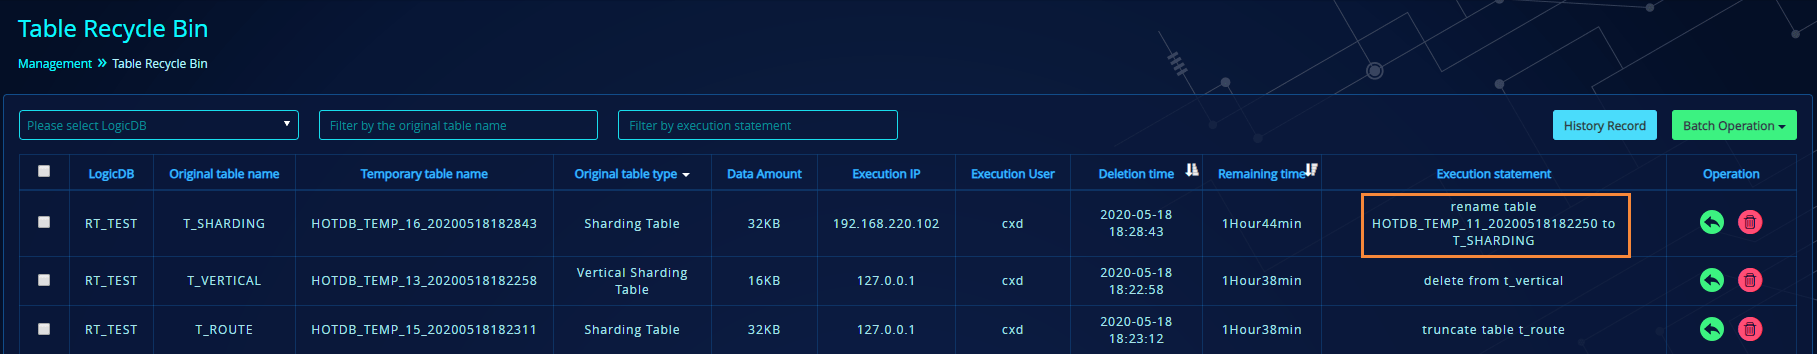 Table Recycle Bin
Management » Table Recycle Bin
Please select LogicDB
Filter by the original table name
Filter by execution statement
History Record
Batch Operation
LogicDB Original table name Temporary table name Original table type Data Amount Execution IP Execution User Deletion time Remaining time Execution statement Operation
RT_TEST T_SHARDING HOTDB_TEMP_16_20200518182843 Sharding Table 32KB 192.168.220.102 cxd 2020-05-18 18:28:43 1Hour44min rename table HOTDB_TEMP_11_20200518182250 to T_SHARDING
RT_TEST T_VERTICAL HOTDB_TEMP_13_20200518182258 Vertical Sharding Table 16KB 127.0.0.1 cxd 2020-05-18 18:22:58 1Hour38min delete from t_vertical
RT_TEST T_ROUTE HOTDB_TEMP_15_20200518182311 Sharding Table 32KB 127.0.0.1 cxd 2020-05-18 18:23:12 1Hour38min truncate table t_route